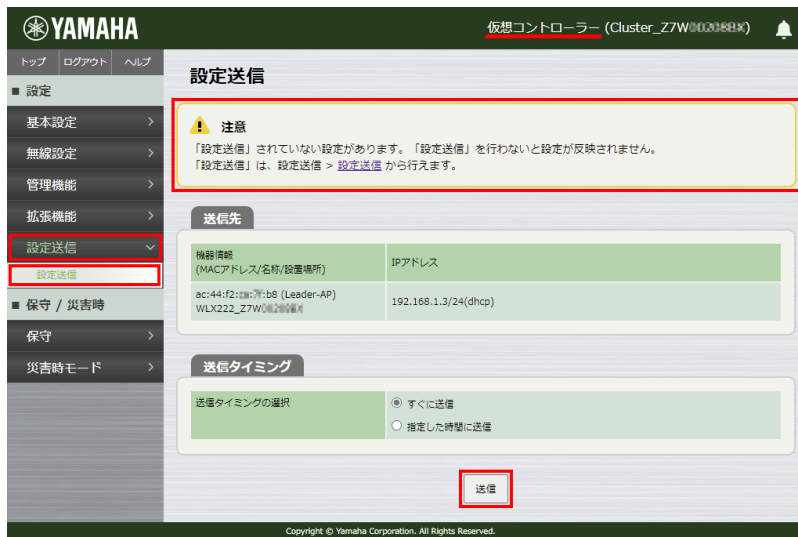 YAMAHA
仮想コントローラー (Cluster_Z7W
トップ ログアウト ヘルプ
設定送信
■ 設定
基本設定
無線設定
管理機能
拡張機能
設定送信
設定送信
■ 保守 / 災害時
保守
災害時モード
注意
「設定送信」されていない設定があります。「設定送信」を行わないと設定が反映されません。
「設定送信」は、設定送信 > 設定送信 から行えます。
送信先
機器情報
(MACアドレス/名称/設置場所)
IPアドレス
ac:44:f2: :b8 (Leader-AP)
WLX222_Z7W
192.168.1.3/24(dhcp)
送信タイミング
送信タイミングの選択
すぐに送信
指定した時間に送信
送信
Copyright © Yamaha Corporation. All Rights Reserved.